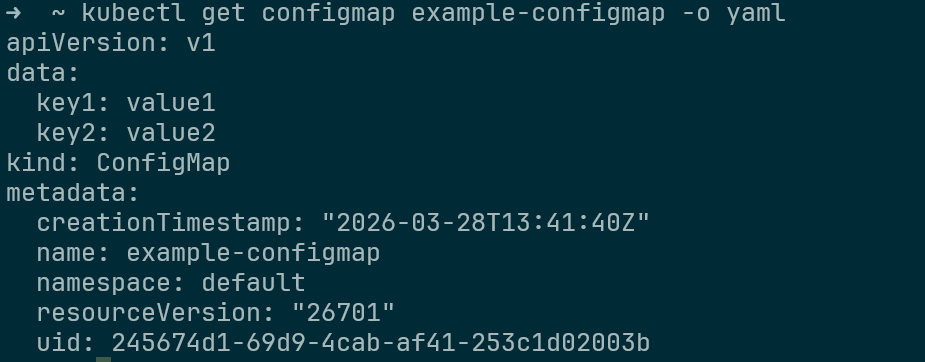 → ~ kubectl get configmap example-configmap -o yaml
apiVersion: v1
data:
  key1: value1
  key2: value2
kind: ConfigMap
metadata:
  creationTimestamp: "2026-03-28T13:41:40Z"
  name: example-configmap
  namespace: default
  resourceVersion: "26701"
  uid: 245674d1-69d9-4cab-af41-253c1d02003b